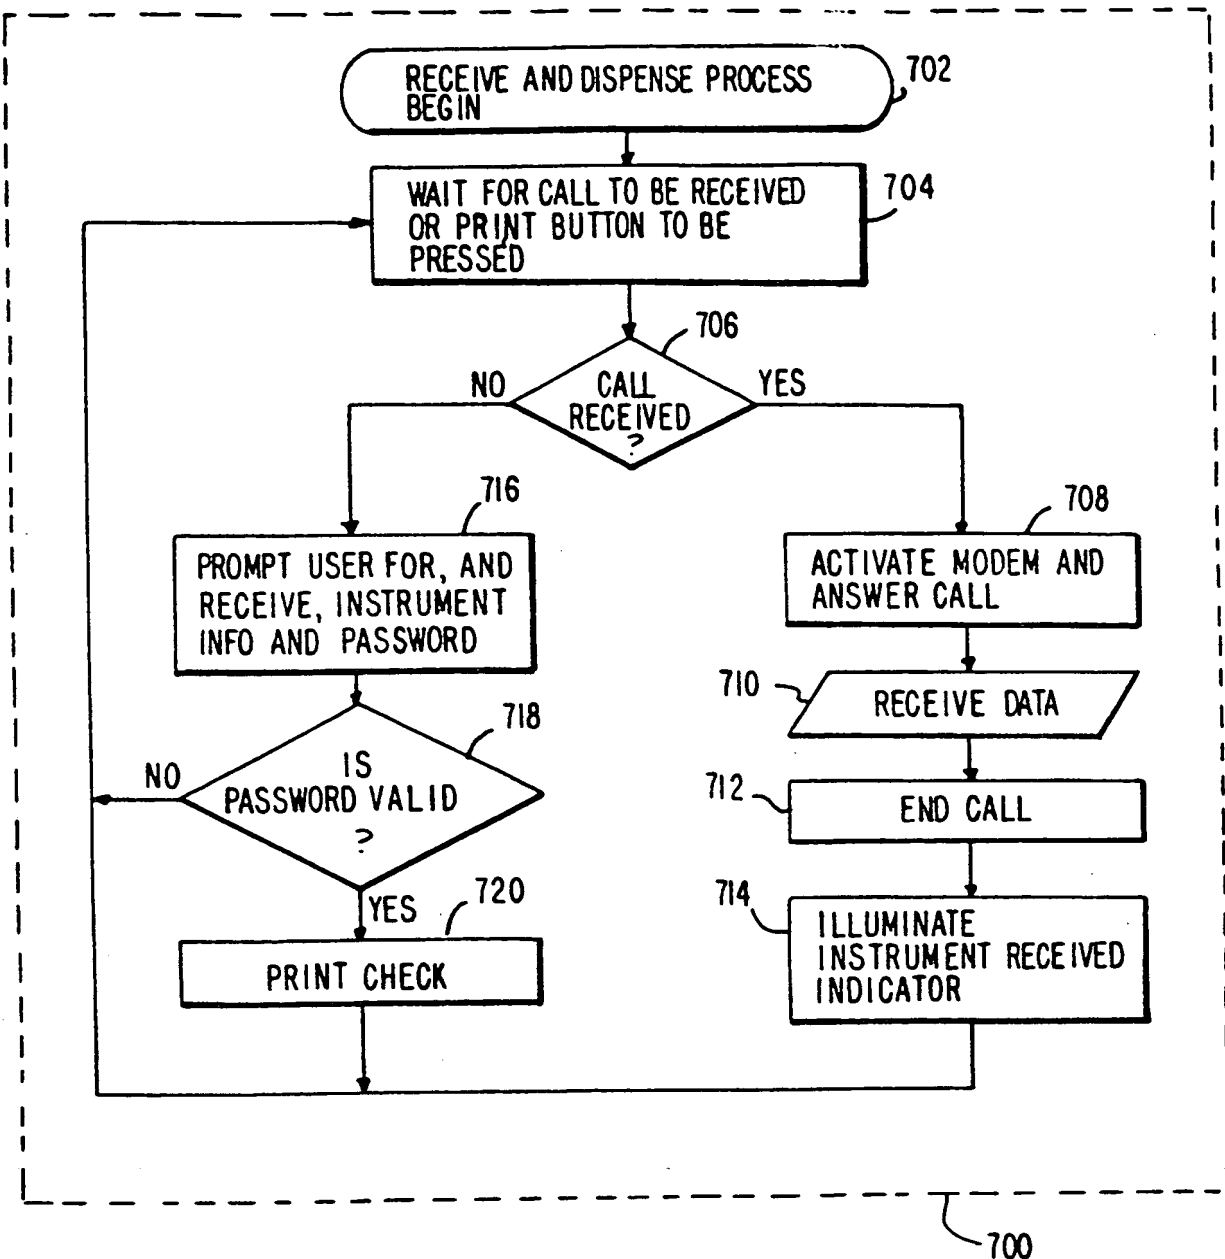 RECEIVE AND DISPENSE PROCESS
BEGIN
702
WAIT FOR CALL TO BE RECEIVED
OR PRINT BUTTON TO BE
PRESSED
704
706
NO
CALL
RECEIVED
?
YES
716
PROMPT USER FOR, AND
RECEIVE, INSTRUMENT
INFO AND PASSWORD
708
ACTIVATE MODEM AND
ANSWER CALL
710
RECEIVE DATA
718
NO
IS
PASSWORD VALID
?
712
END CALL
YES
720
PRINT CHECK
714
ILLUMINATE
INSTRUMENT RECEIVED
INDICATOR
700